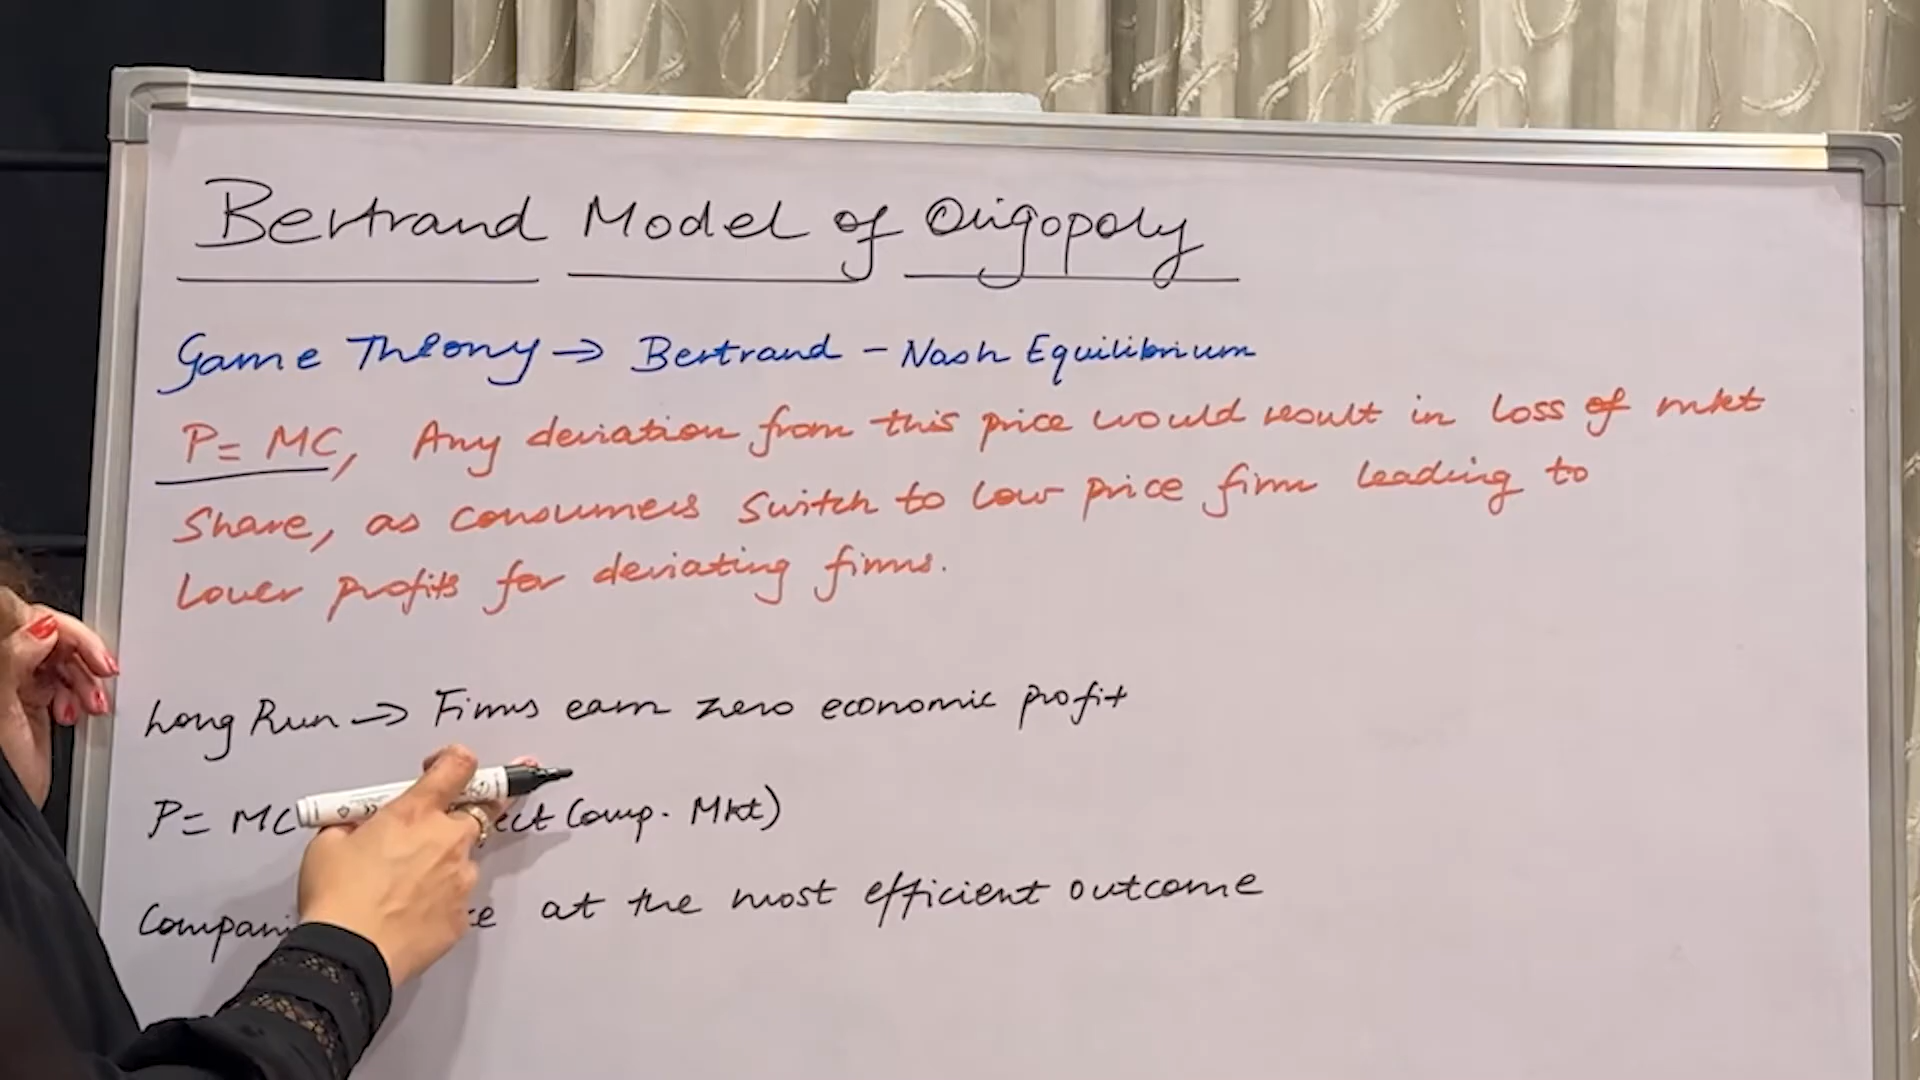 Bertrand Model of Oligopoly
Game Theory → Bertrand - Nash Equilibrium
P = MC, Any deviation from this price would result in loss of mkt
Share, as consumers switch to low price firm leading to
Lower profits for deviating firms.
Long Run → Firms earn zero economic profit
P = MC Comp. Mkt)
at the most efficient outcome